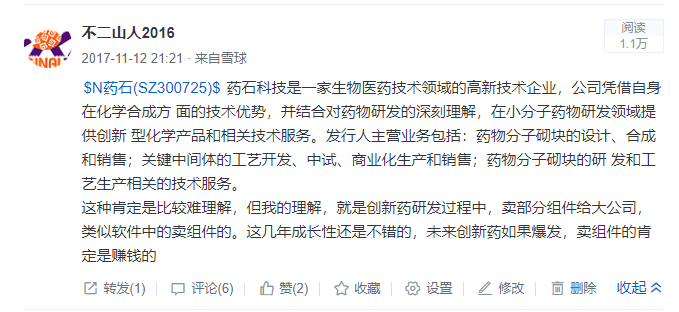 不二山人2016
阅读
1.1万
2017-11-12 21:21 · 来自雪球
$N药石(SZ300725)$ 药石科技是一家生物医药技术领域的高新技术企业，公司凭借自身
在化学合成方 面的技术优势，并结合对药物研发的深刻理解，在小分子药物研发领域提
供创新 型化学产品和相关技术服务。发行人主营业务包括：药物分子砌块的设计、合成
和销售；关键中间体的工艺开发、中试、商业化生产和销售；药物分子砌块的研 发和工
艺生产相关的技术服务。
这种肯定是比较难理解，但我的理解，就是创新药研发过程中，卖部分组件给大公司，
类似软件中的卖组件的。这几年成长性还是不错的，未来创新药如果爆发，卖组件的肯
定是赚钱的
转发(1) 评论(6) 赞(2) 收藏 设置 修改 删除 收起